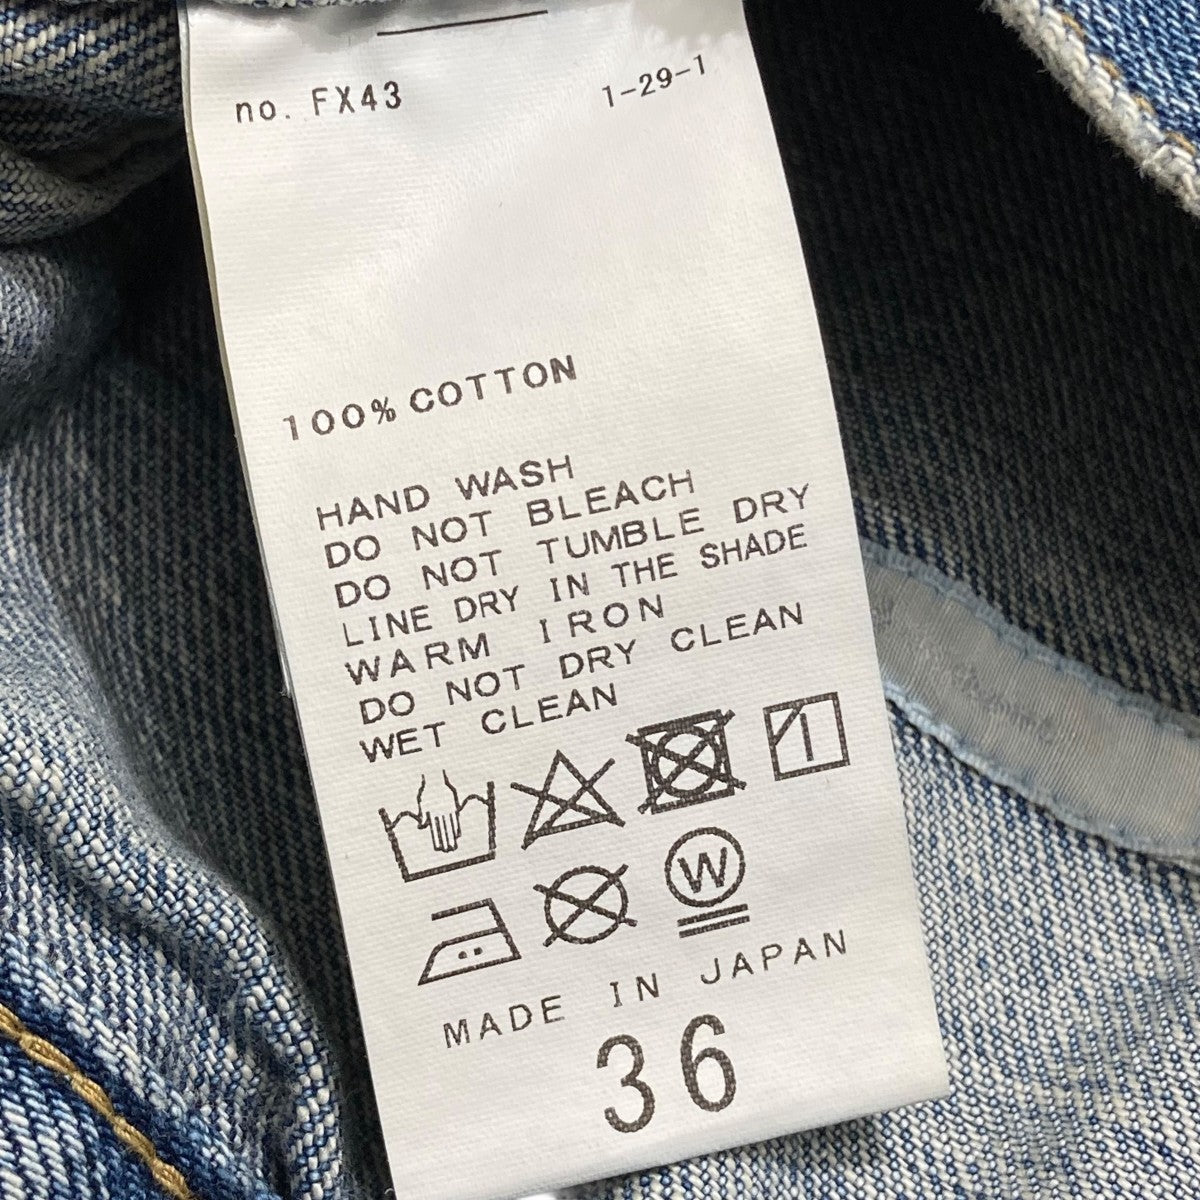 no. FX43 1-29-1
100% COTTON
HAND WASH
DO NOT BLEACH
DO NOT TUMBLE DRY
LINE DRY IN THE SHADE
WARM IRON
DO NOT DRY CLEAN
WET CLEAN
W
MADE IN JAPAN
36